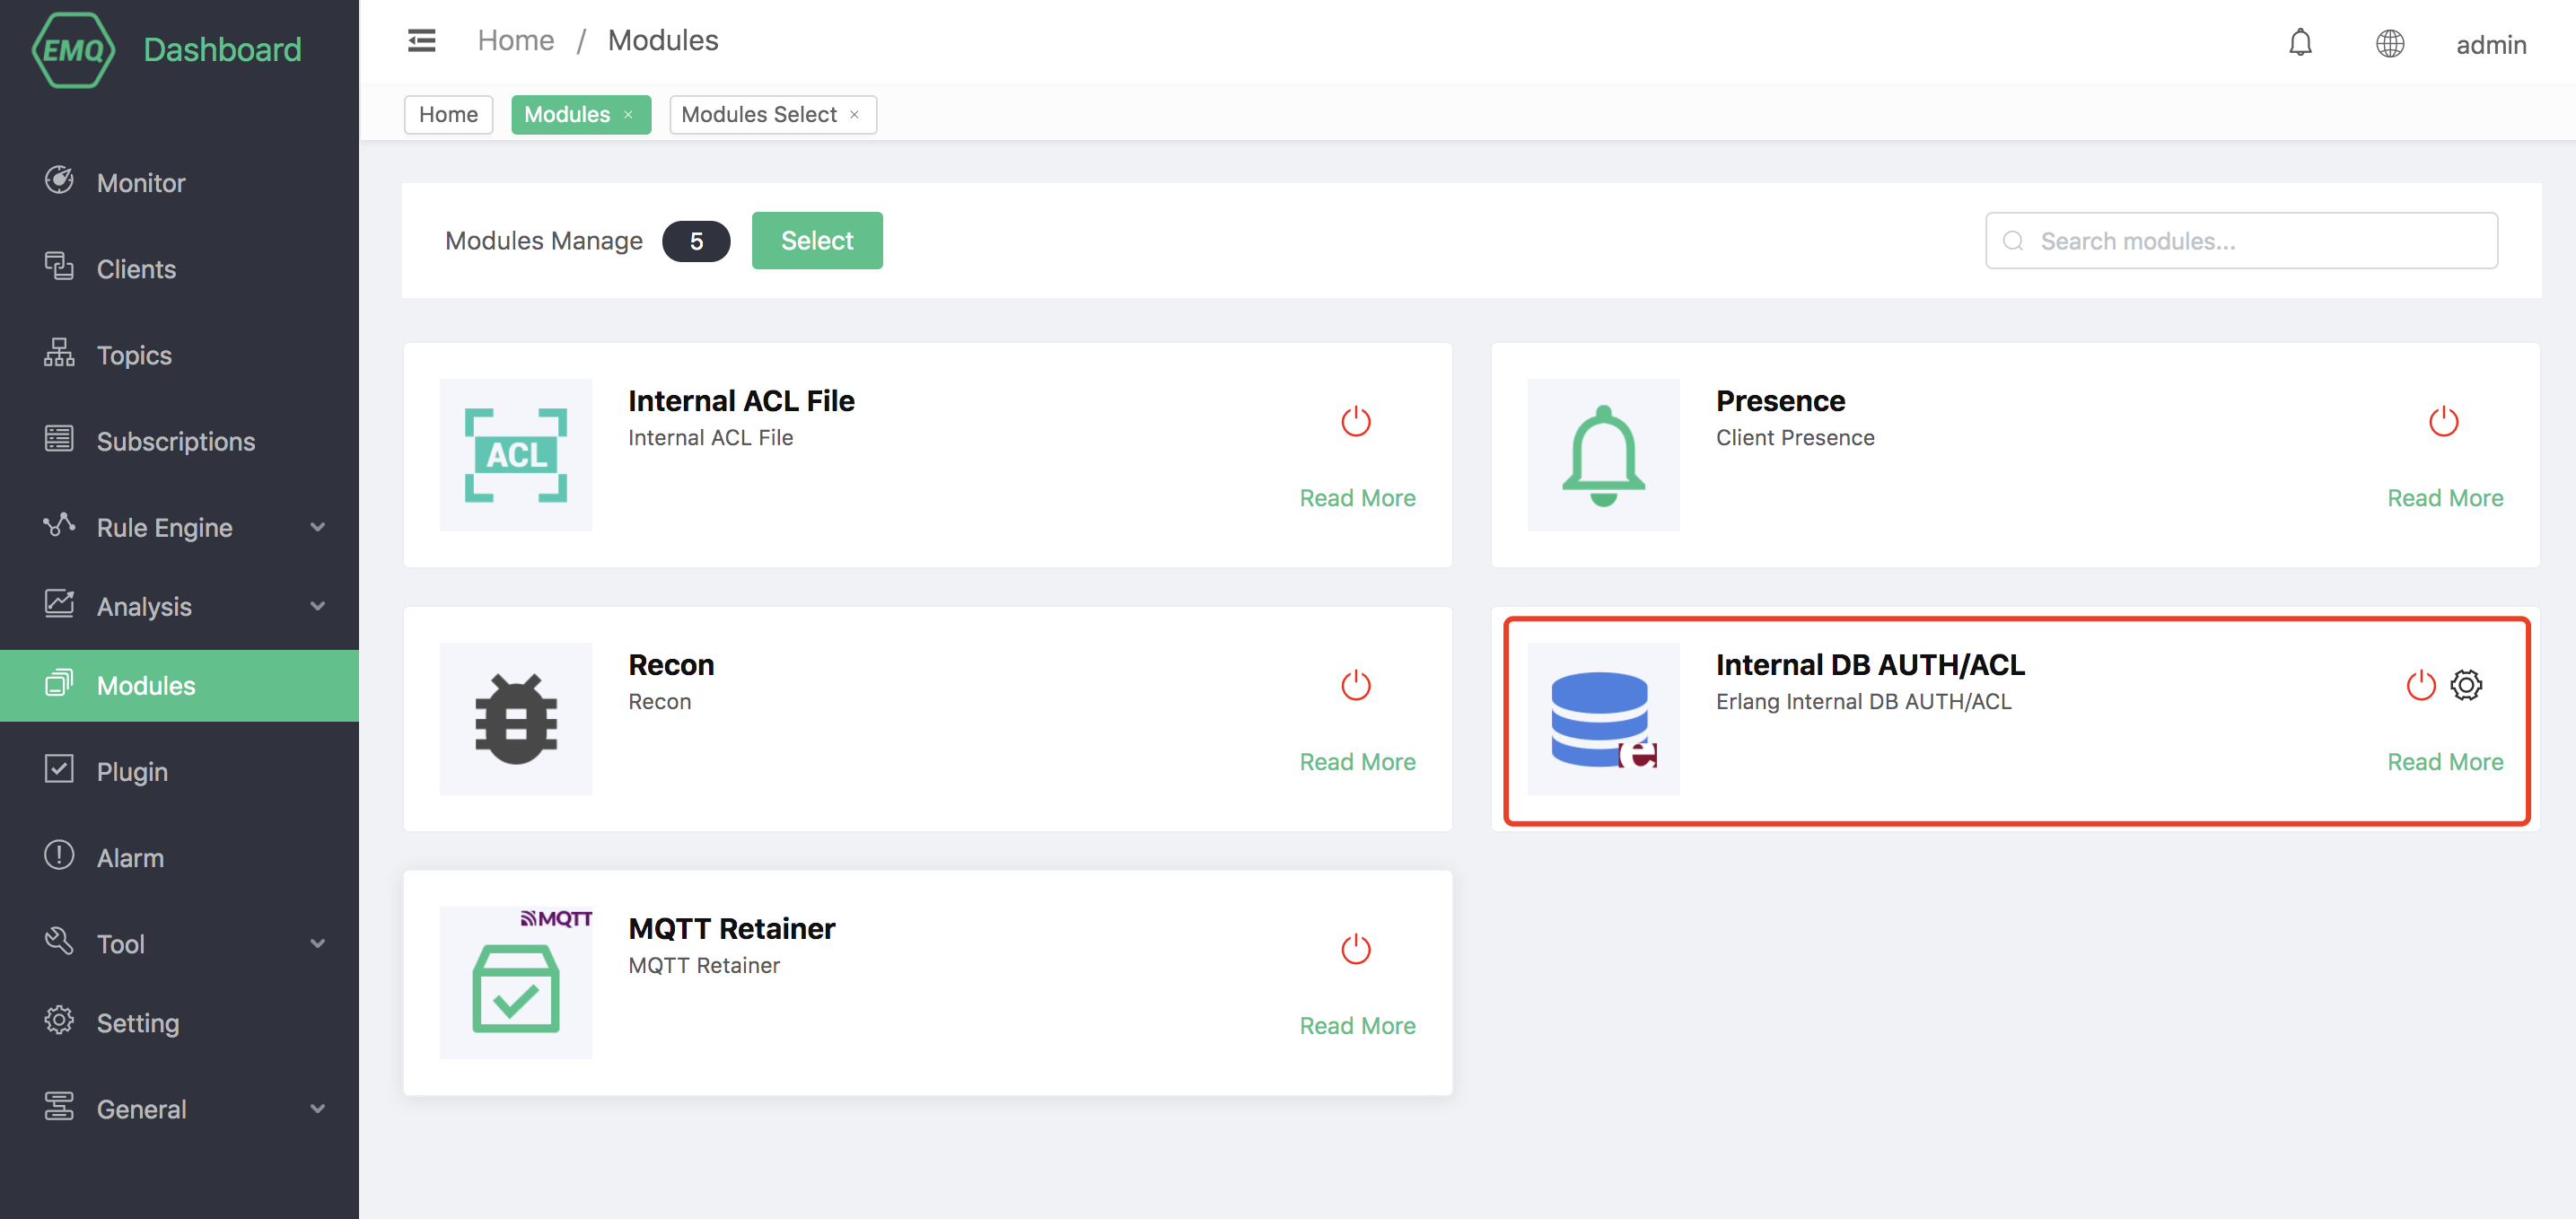 EMQ Dashboard
Home / Modules
admin
Home
Modules ×
Modules Select ×
Monitor
Clients
Topics
Subscriptions
Rule Engine
Analysis
Modules
Plugin
Alarm
Tool
Setting
General
Modules Manage 5 Select
Search modules...
ACL
Internal ACL File
Internal ACL File
Read More
Presence
Client Presence
Read More
Recon
Recon
Read More
e
Internal DB AUTH/ACL
Erlang Internal DB AUTH/ACL
Read More
MQTT
MQTT Retainer
MQTT Retainer
Read More